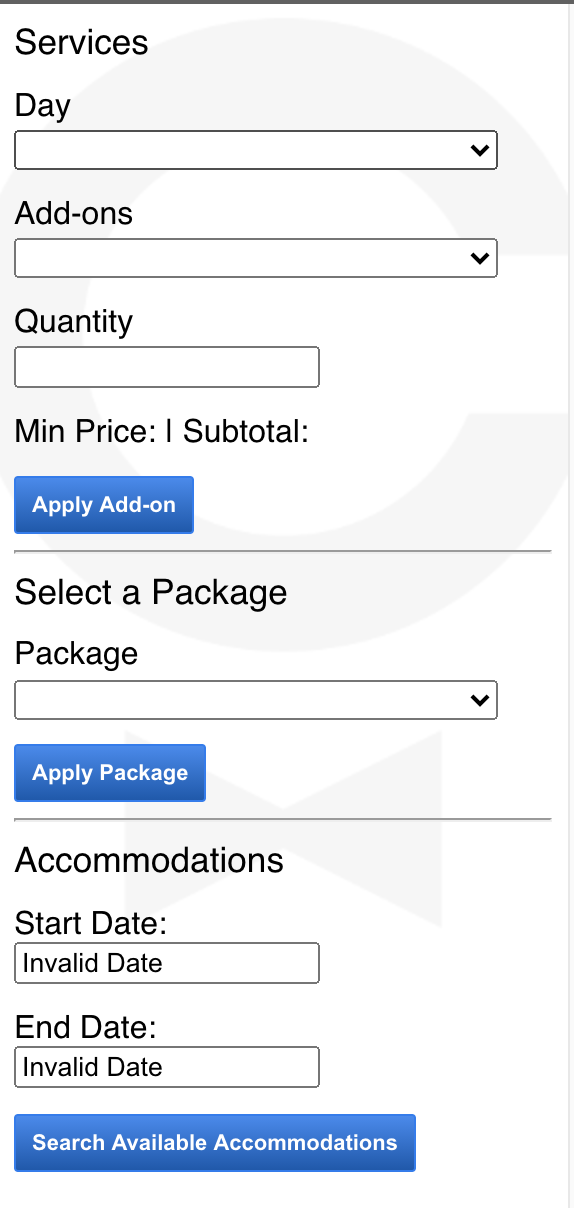 Services
Day
Add-ons
Quantity
Min Price: | Subtotal:
Apply Add-on
Select a Package
Package
Apply Package
Accommodations
Start Date:
Invalid Date
End Date:
Invalid Date
Search Available Accommodations